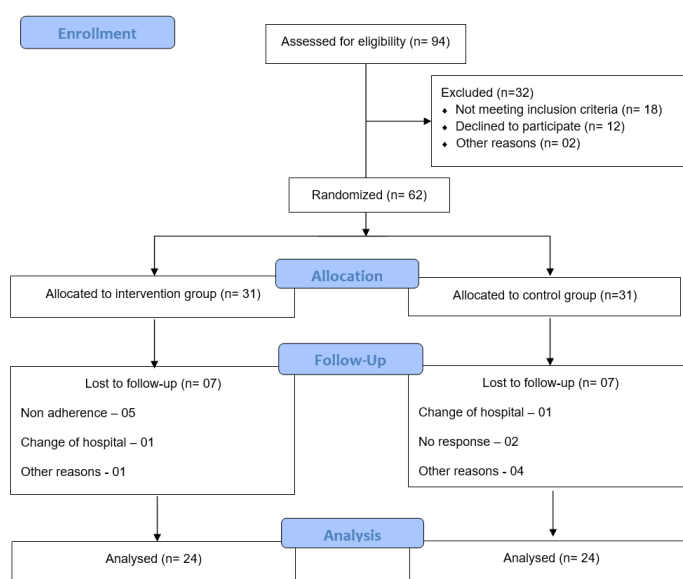 Enrollment
Assessed for eligibility (n= 94)
Excluded (n=32)
♦ Not meeting inclusion criteria (n= 18)
♦ Declined to participate (n= 12)
♦ Other reasons (n= 02)
Randomized (n= 62)
Allocation
Allocated to intervention group (n= 31)
Allocated to control group (n=31)
Follow-Up
Lost to follow-up (n= 07)
Non adherence – 05
Change of hospital – 01
Other reasons - 01
Lost to follow-up (n= 07)
Change of hospital – 01
No response – 02
Other reasons - 04
Analysis
Analysed (n= 24)
Analysed (n= 24)